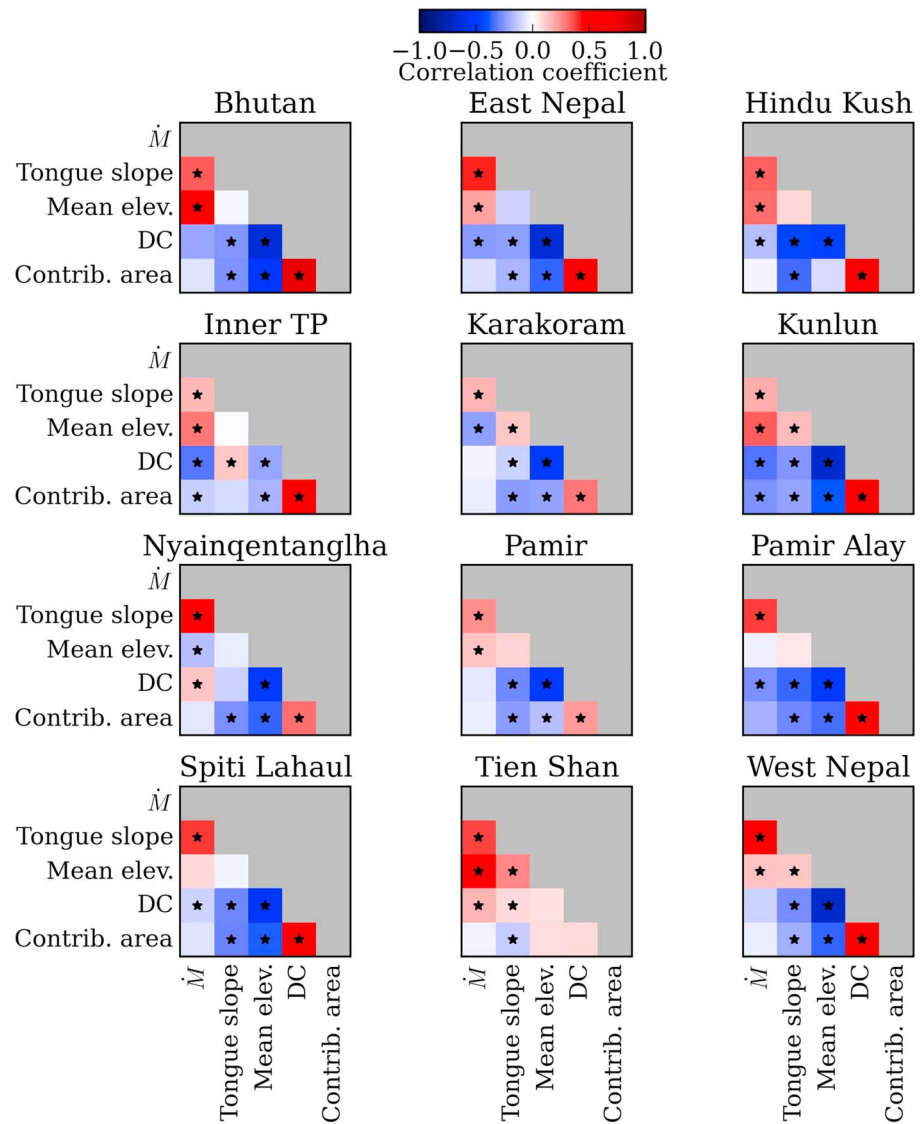 −1.0 −0.5 0.0 0.5 1.0
Correlation coefficient
Bhutan East Nepal Hindu Kush
Ṁ
Tongue slope
Mean elev.
DC
Contrib. area
Inner TP Karakoram Kunlun
Ṁ
Tongue slope
Mean elev.
DC
Contrib. area
Nyainqentanglha Pamir Pamir Alay
Ṁ
Tongue slope
Mean elev.
DC
Contrib. area
Spiti Lahaul Tien Shan West Nepal
Ṁ
Tongue slope
Mean elev.
DC
Contrib. area
Ṁ Tongue slope Mean elev. DC Contrib. area Ṁ Tongue slope Mean elev. DC Contrib. area Ṁ Tongue slope Mean elev. DC Contrib. area